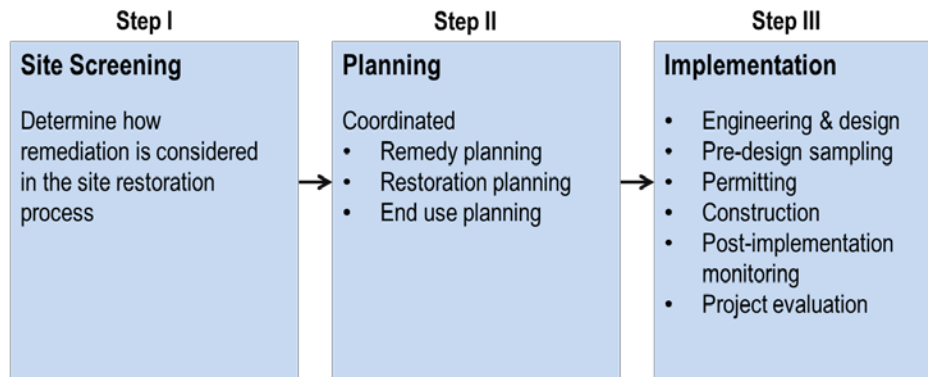 Step I
Site Screening
Determine how
remediation is considered
in the site restoration
process
Step II
Planning
Coordinated
• Remedy planning
• Restoration planning
• End use planning
Step III
Implementation
• Engineering & design
• Pre-design sampling
• Permitting
• Construction
• Post-implementation
monitoring
• Project evaluation